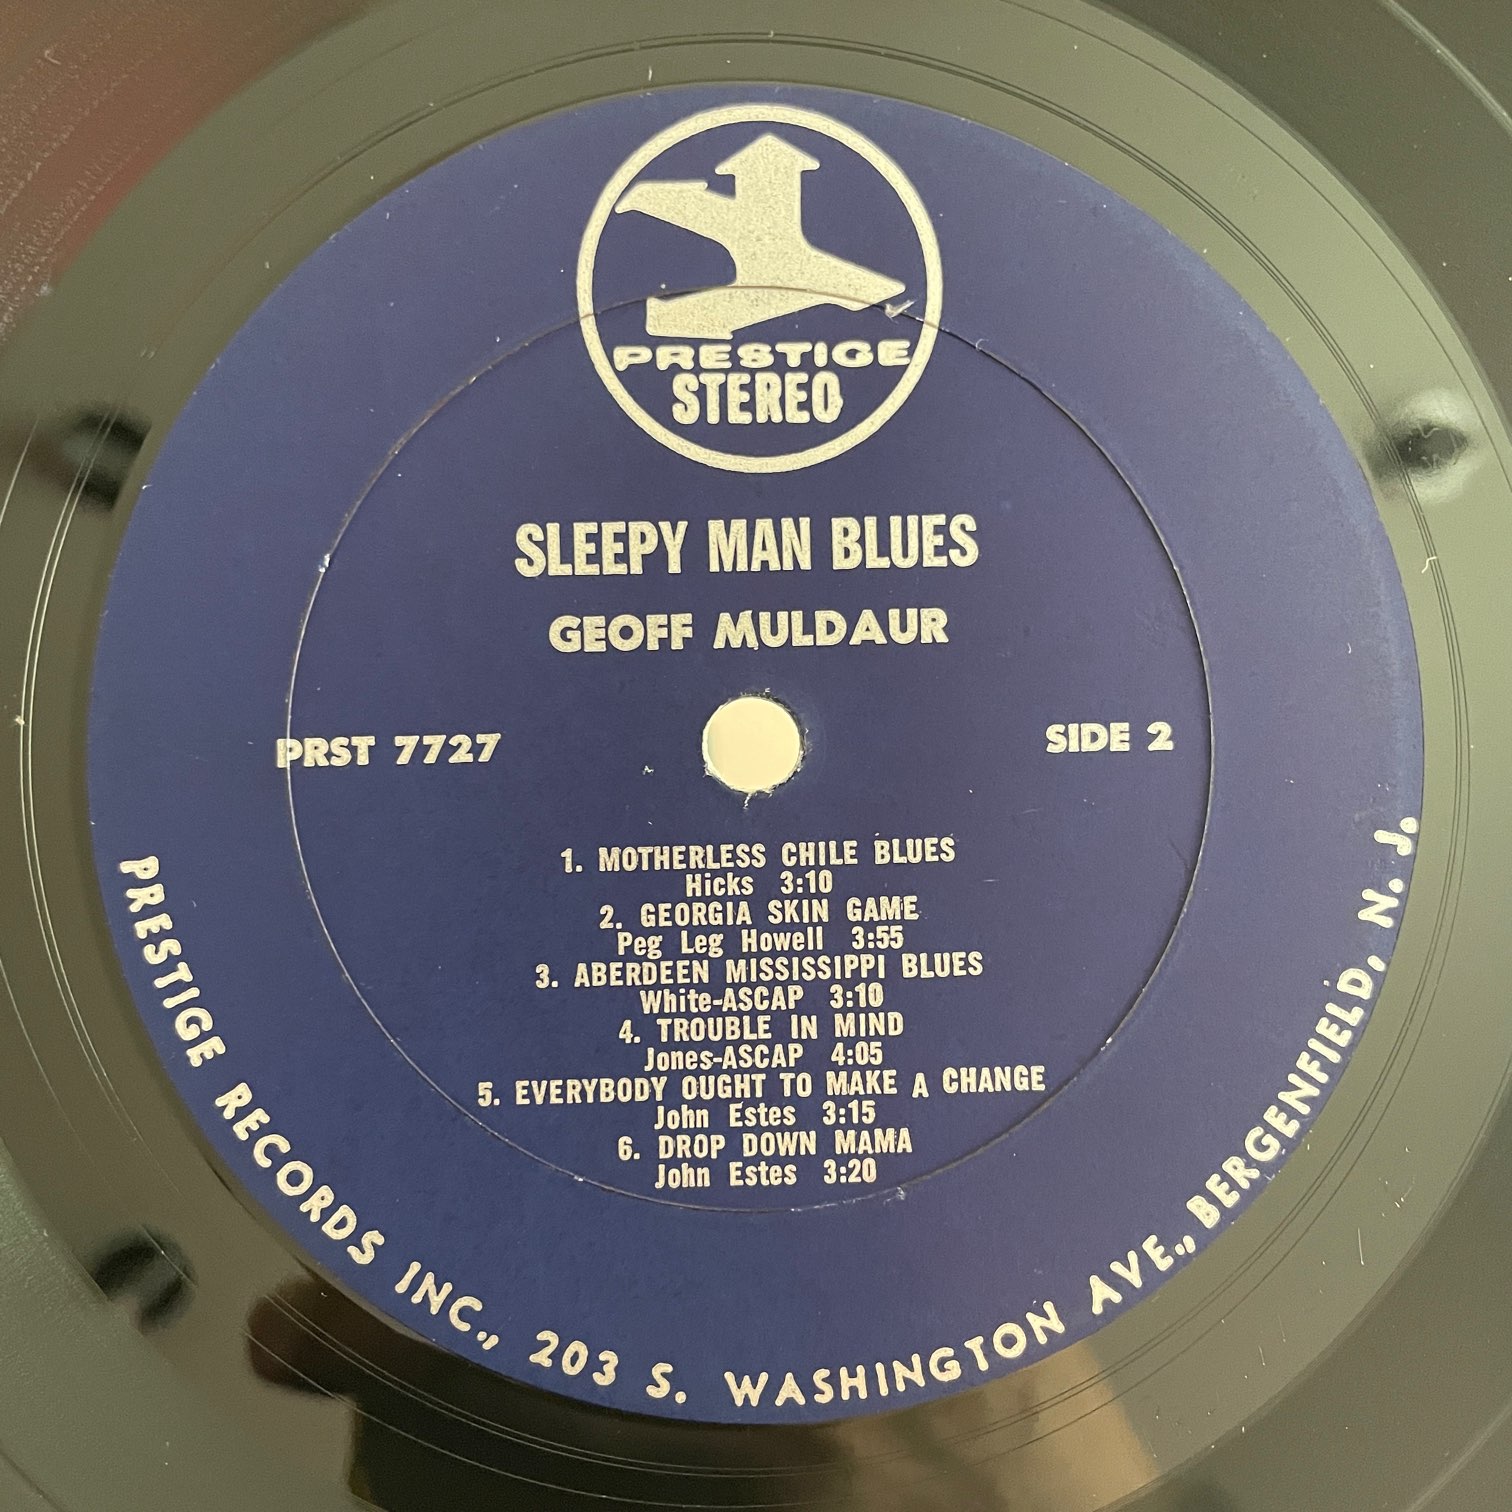 PRESTIGE
STEREO
SLEEPY MAN BLUES
GEOFF MULDAUR
PRST 7727
SIDE 2
1. MOTHERLESS CHILE BLUES
Hicks 3:10
2. GEORGIA SKIN GAME
Peg Leg Howell 3:55
3. ABERDEEN MISSISSIPPI BLUES
White-ASCAP 3:10
4. TROUBLE IN MIND
Jones-ASCAP 4:05
5. EVERYBODY OUGHT TO MAKE A CHANGE
John Estes 3:15
6. DROP DOWN MAMA
John Estes 3:20
PRESTIGE RECORDS INC., 203 S. WASHINGTON AVE., BERGENFIELD, N. J.